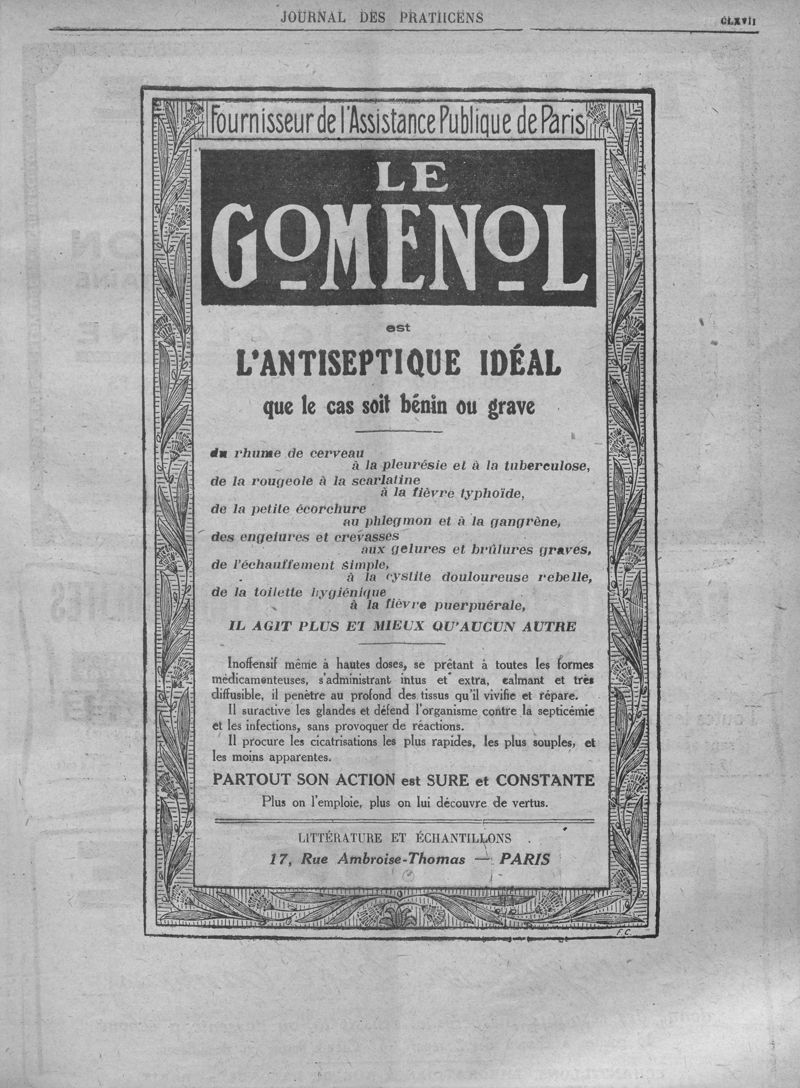 JOURNAL DES PRATIICENS
CLXVII
Fournisseur de l'Assistance Publique de Paris
LE
GOMENOL
est
L'ANTISEPTIQUE IDÉAL
que le cas soit bénin ou grave
du rhume de cerveau
à la pleurésie et à la tuberculose,
de la rougeole à la scarlatine
à la fièvre typhoïde,
de la petite écorchure
au phlegmon et à la gangrène,
des engelures et crevasses
aux gelures et brûlures graves,
de l'échauffement simple,
à la cystite douloureuse rebelle,
de la toilette hygiénique
à la fièvre puerpuérale,
IL AGIT PLUS ET MIEUX QU'AUCUN AUTRE
Inoffensif même à hautes doses, se prêtant à toutes les formes
médicamenteuses, s'administrant intus et extra, calmant et très
diffusible, il penètre au profond des tissus qu'il vivifie et répare.
Il suractive les glandes et défend l'organisme contre la septicémie
et les infections, sans provoquer de réactions.
Il procure les cicatrisations les plus rapides, les plus souples, et
les moins apparentes.
PARTOUT SON ACTION est SURE et CONSTANTE
Plus on l'emploie, plus on lui découvre de vertus.
LITTÉRATURE ET ÉCHANTILLONS
17, Rue Ambroise-Thomas — PARIS
F.C.